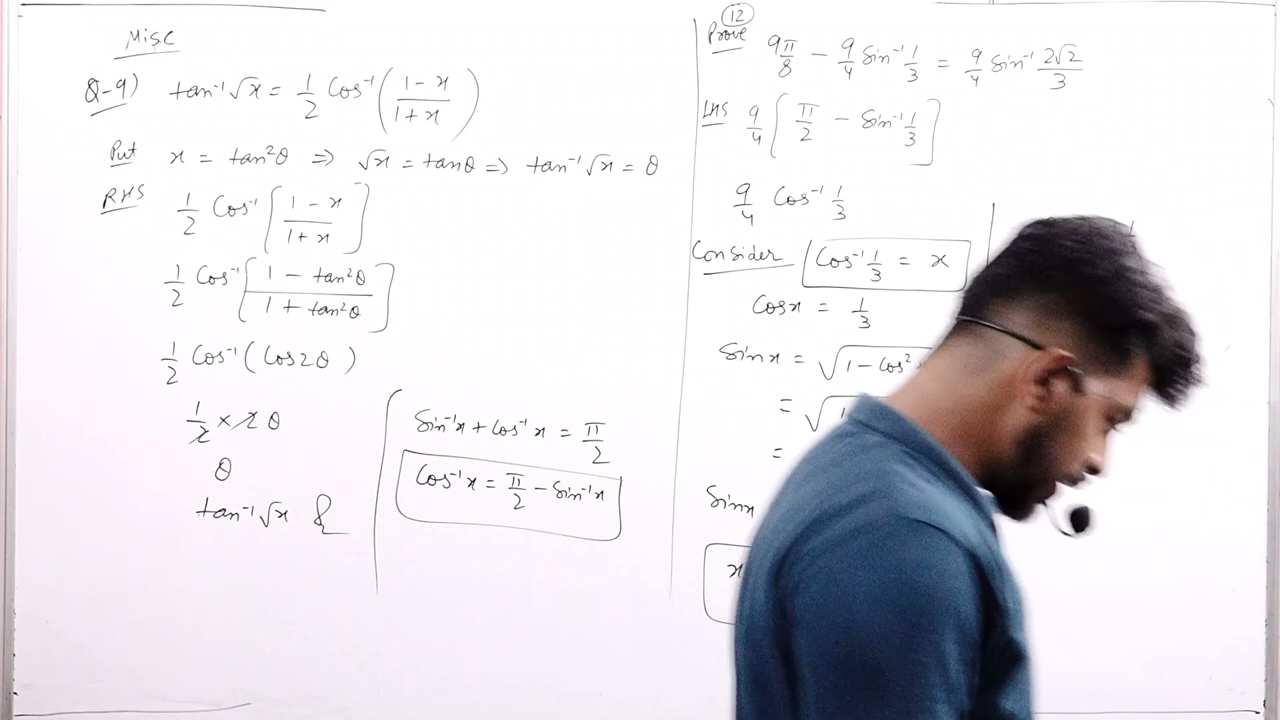 Misc
Q-9) tan⁻¹√x = 1/2 Cos⁻¹((1-x)/(1+x))
Put x = tan²θ ⇒ √x = tanθ ⇒ tan⁻¹√x = θ
RHS 1/2 Cos⁻¹[(1-x)/(1+x)]
1/2 Cos⁻¹[(1 - tan²θ)/(1 + tan²θ)]
1/2 Cos⁻¹(Cos2θ)
1/2 × 2θ
θ
tan⁻¹√x
Sin⁻¹x + Cos⁻¹x = π/2
Cos⁻¹x = π/2 - Sin⁻¹x
12
Prove 9π/8 - 9/4 Sin⁻¹ 1/3 = 9/4 Sin⁻¹ 2√2/3
LHS 9/4 [π/2 - Sin⁻¹ 1/3]
9/4 Cos⁻¹ 1/3
Consider Cos⁻¹ 1/3 = x
Cosx = 1/3
Sinx = √1-Cos²
= √1
=
Sinx
x